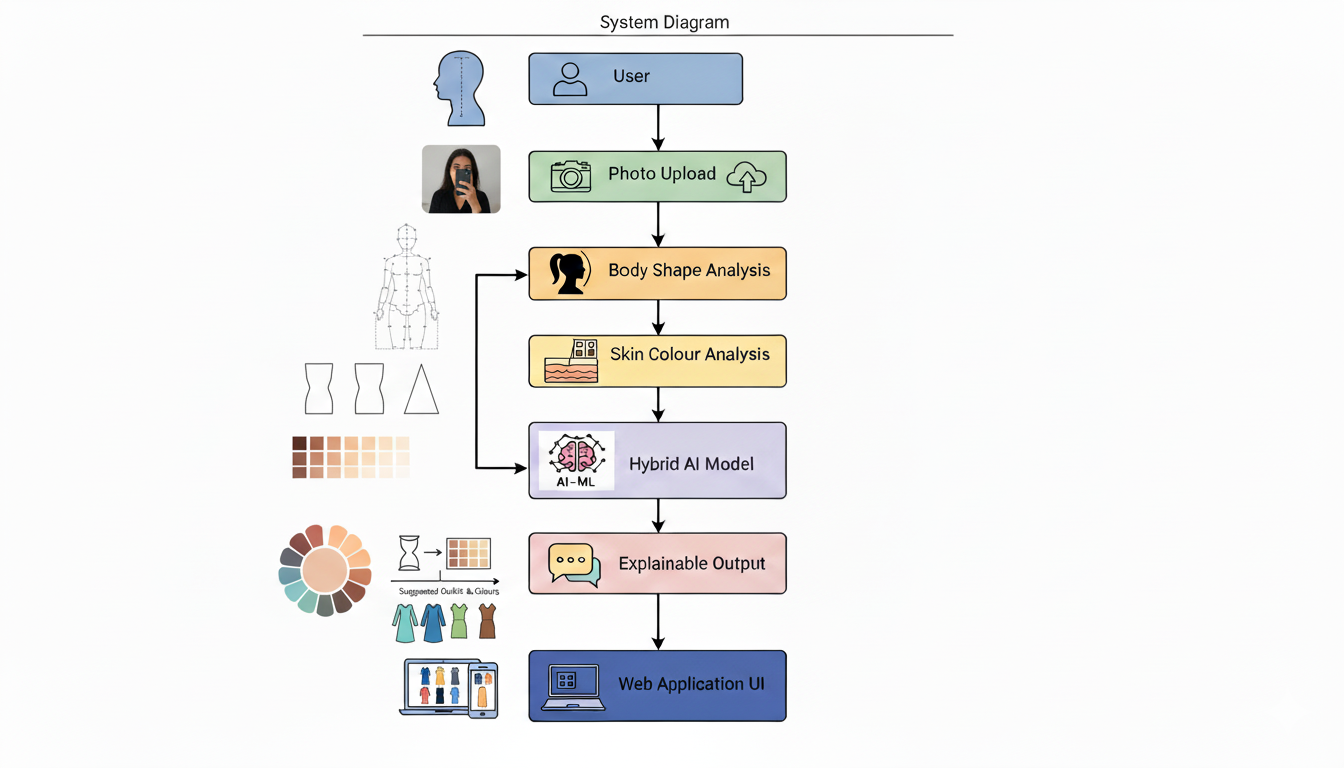 System Diagram
User
Photo Upload
Body Shape Analysis
Skin Colour Analysis
AI-ML
Hybrid AI Model
Explainable Output
Suggested & 
Web Application UI